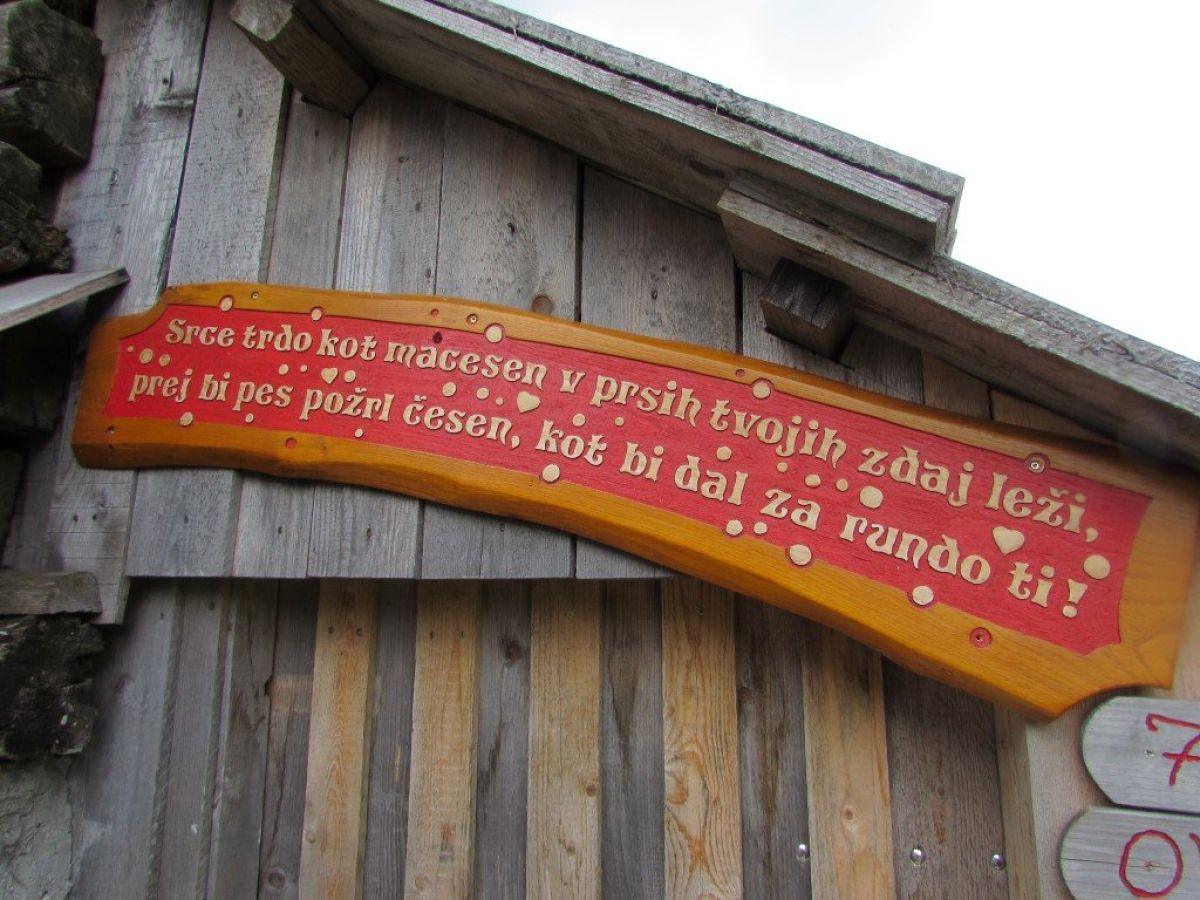 Srce trdo kot macesen v prsih tvojih zdaj leži,
prej bi pes požrl česen, kot bi dal za rundo ti!
7